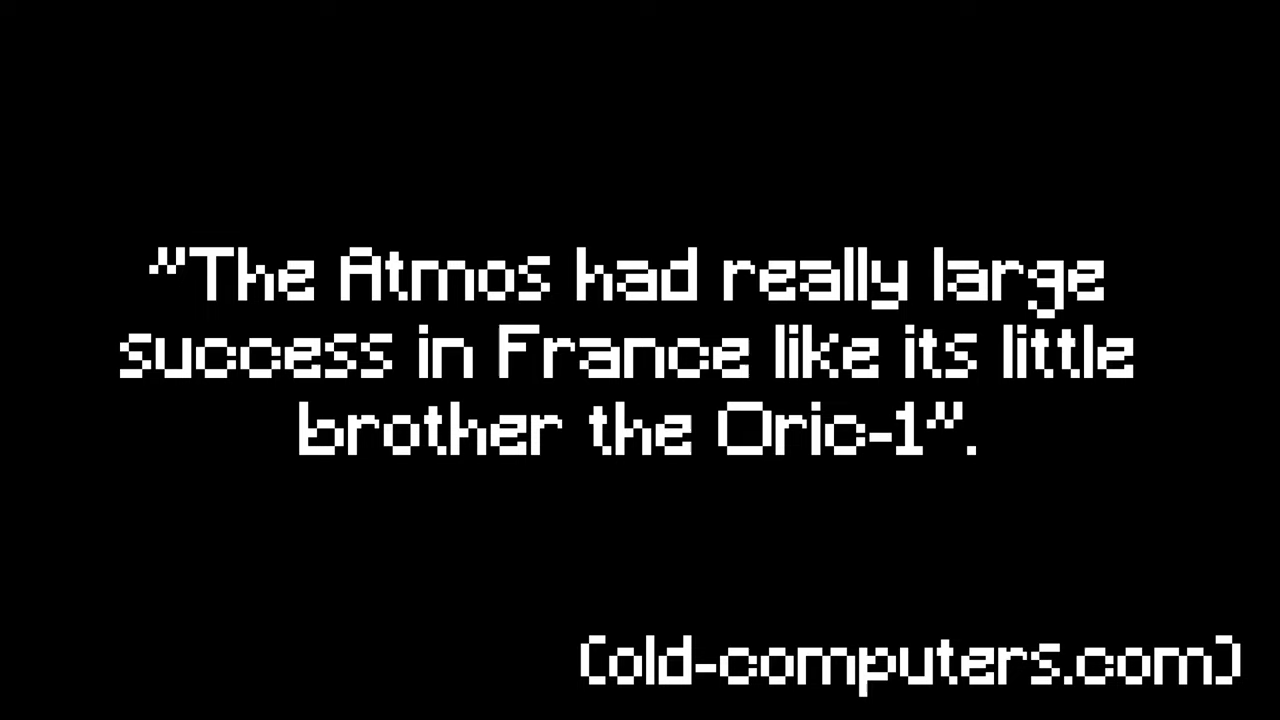 "The Atmos had really large
success in France like its little
brother the Oric-1".
(old-computers.com)